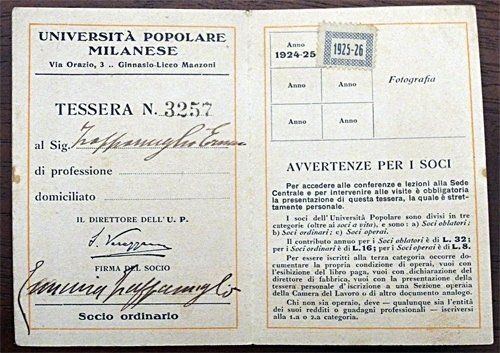 UNIVERSITÀ POPOLARE
MILANESE
Via Orazio, 3 .. Ginnasio-Liceo Manzoni
TESSERA N. 3257
al Sig.
di professione
domiciliato
IL DIRETTORE DELL'U. P.
FIRMA DEL SOCIO
Socio ordinario
Anno
1924-25
1925-26
Anno Anno
Anno Anno
Fotografia
AVVERTENZE PER I SOCI
Per accedere alle conferenze e lezioni alla Sede
Centrale e per intervenire alle visite è obbligatoria
la presentazione di questa tessera, la quale è stret-
tamente personale.
I soci dell'Università Popolare sono divisi in tre
categorie (oltre ai soci a vita), e sono: a) Soci oblatori;
b) Soci ordinari; c) Soci operai.
Il contributo annuo per i Soci oblatori è di L. 32;
per i Soci ordinari è di L. 16; per i Soci operai è di L. 8.
Per essere iscritti alla terza categoria occorre do-
cumentare la propria condizione di operaio, od vuoi
con l'esibizione del libro paga, vuoi con dichiarazione del
direttore di fabbrica, vuoi con la presentazione della
tessera personale d'iscrizione a una Sezione operaia
della Camera del Lavoro o di altro documento analogo.
Chi non sia operaio, deve — qualunque sia l'entità
dei suoi redditi o guadagni professionali — iscriversi
all'1.a o 2.a categoria.